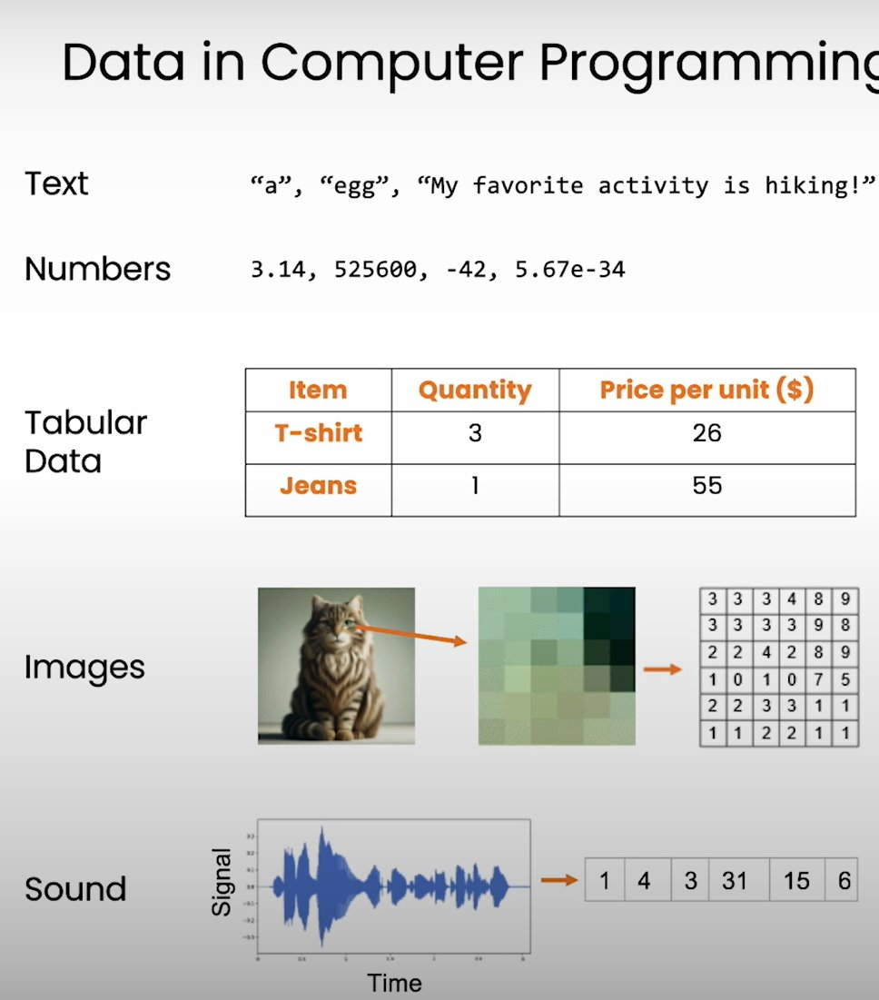 Data in Computer Programming
Text
“a”, “egg”, “My favorite activity is hiking!”
Numbers
3.14, 525600, -42, 5.67e-34
Tabular
Data
Item Quantity Price per unit ($)
T-shirt 3 26
Jeans 1 55
Images
3 3 3 4 8 9
3 3 3 3 9 8
2 2 4 2 8 9
1 0 1 0 7 5
2 2 3 3 1 1
1 1 2 2 1 1
Sound
Signal
1 4 3 31 15 6
Time